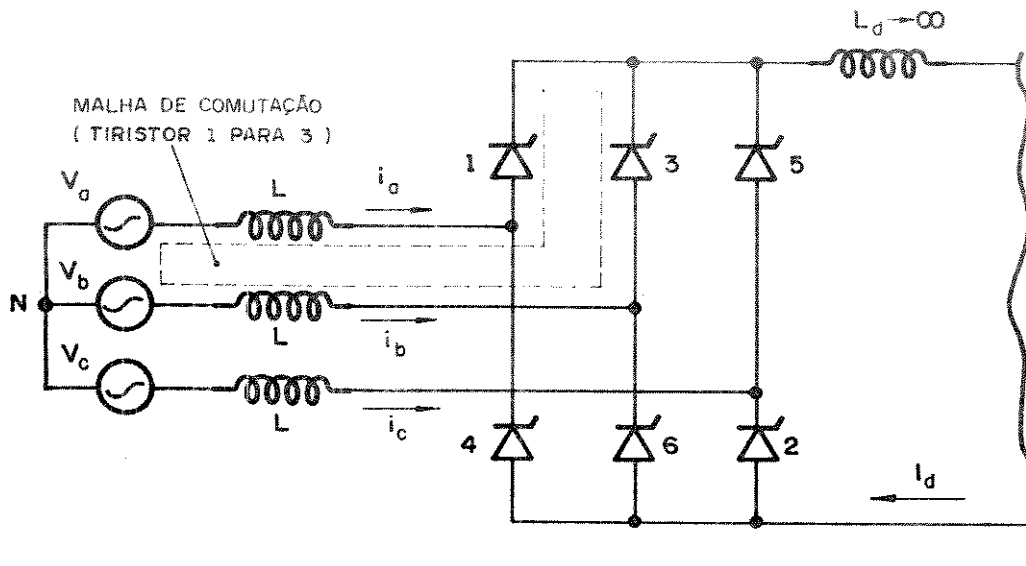 L_d → ∞
MALHA DE COMUTAÇÃO
( TIRISTOR 1 PARA 3 )
1
3
5
V_a
L
i_a
V_b
N
L
i_b
V_c
L
i_c
4
6
2
I_d